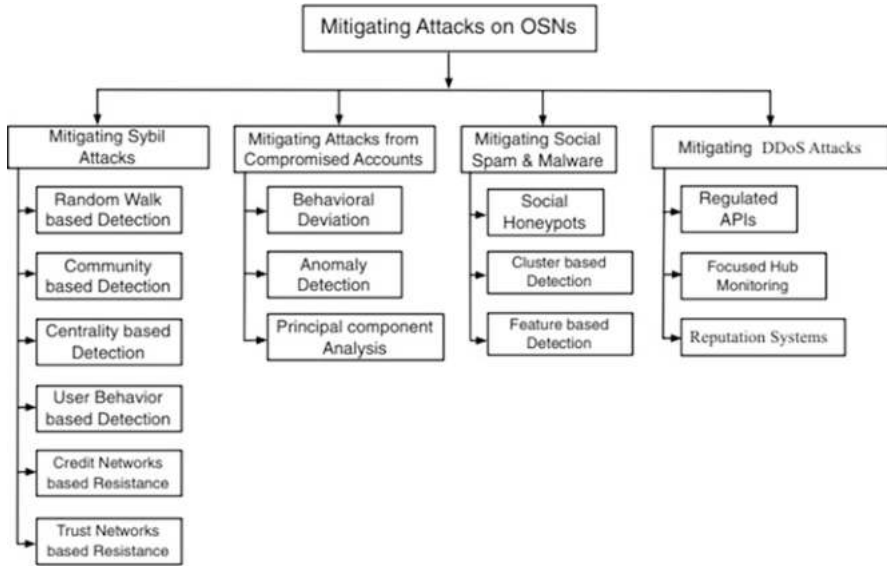 Mitigating Attacks on OSNs
Mitigating Sybil
Attacks
Random Walk
based Detection
Community
based Detection
Centrality based
Detection
User Behavior
based Detection
Credit Networks
based Resistance
Trust Networks
based Resistance
Mitigating Attacks from
Compromised Accounts
Behavioral
Deviation
Anomaly
Detection
Principal component
Analysis
Mitigating Social
Spam & Malware
Social
Honeypots
Cluster based
Detection
Feature based
Detection
Mitigating DDoS Attacks
Regulated
APIs
Focused Hub
Monitoring
Reputation Systems